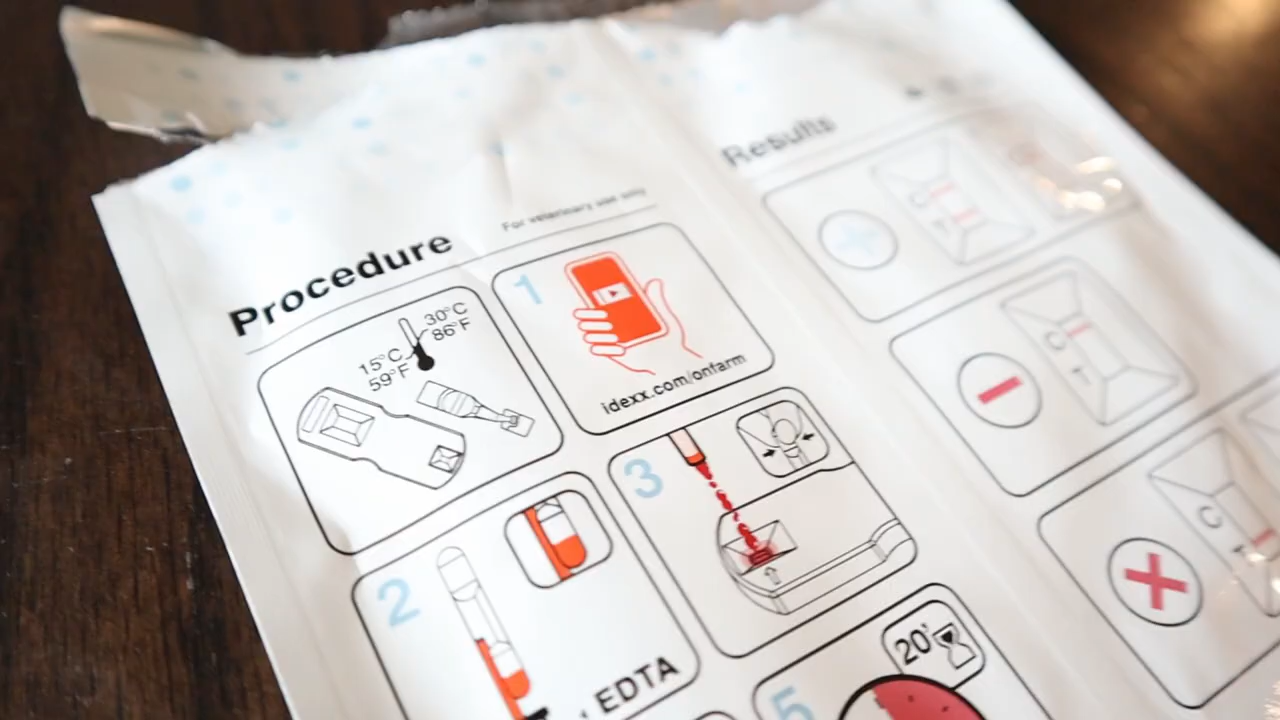 Procedure
For veterinary use only
30°C
86°F
15°C
59°F
1
idexx.com/onfarm
2
EDTA
3
5
20'
Results
C
T
C
T
C
T